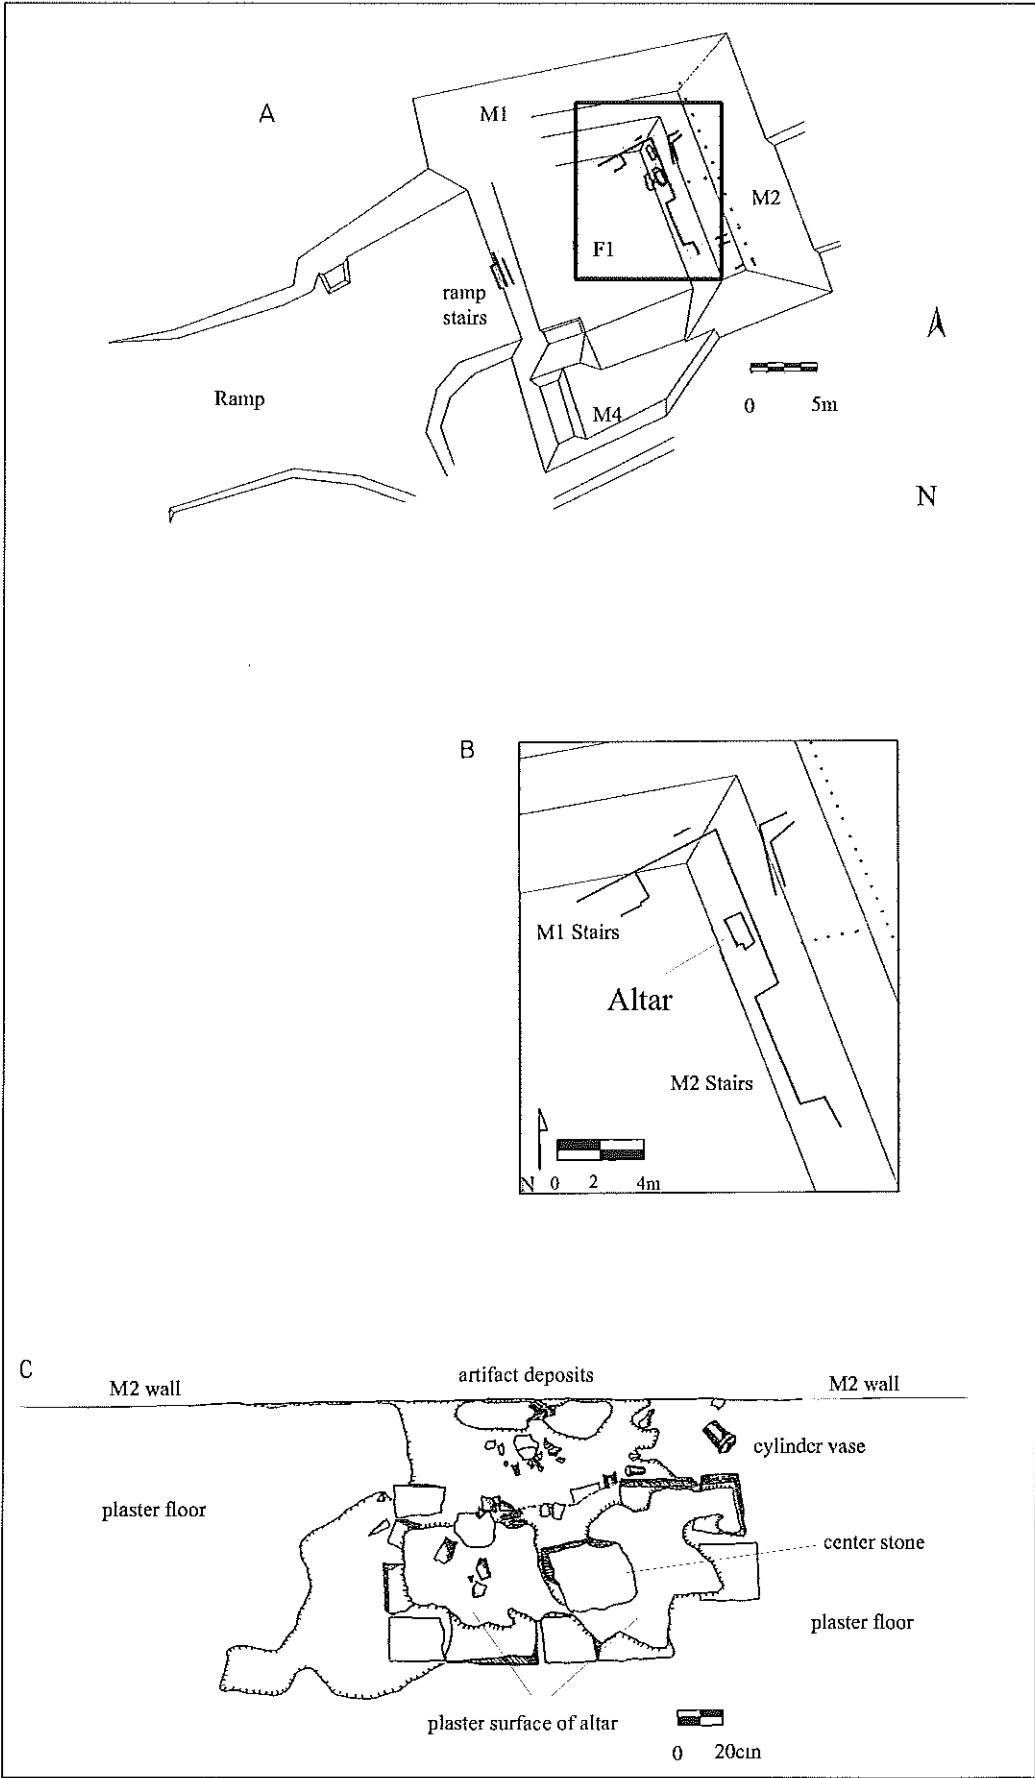 A
M1
M2
F1
ramp
stairs
Ramp
M4
0 5m
N
B
M1 Stairs
Altar
M2 Stairs
N 0 2 4m
C
artifact deposits
M2 wall
M2 wall
cylinder vase
plaster floor
center stone
plaster floor
plaster surface of altar
0 20cm